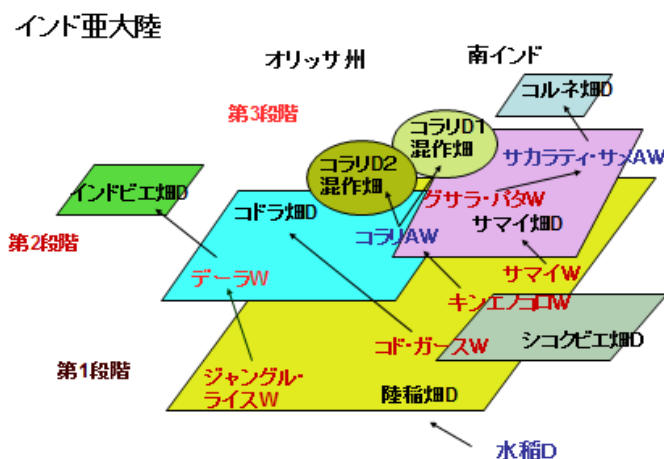 インド亜大陸
オリッサ州
南インド
コルネ畑D
第3段階
コラリD1
混作畑
サカラティ・サメAW
コラリD2
混作畑
インドビエ畑D
コドラ畑D
グサラ・パタW
サマイ畑D
コラリAW
第2段階
デーラW
サマイW
キンエノコロW
シコクビエ畑D
コド・ガースW
第1段階
ジャングル・
ライスW
陸稲畑D
水稲D